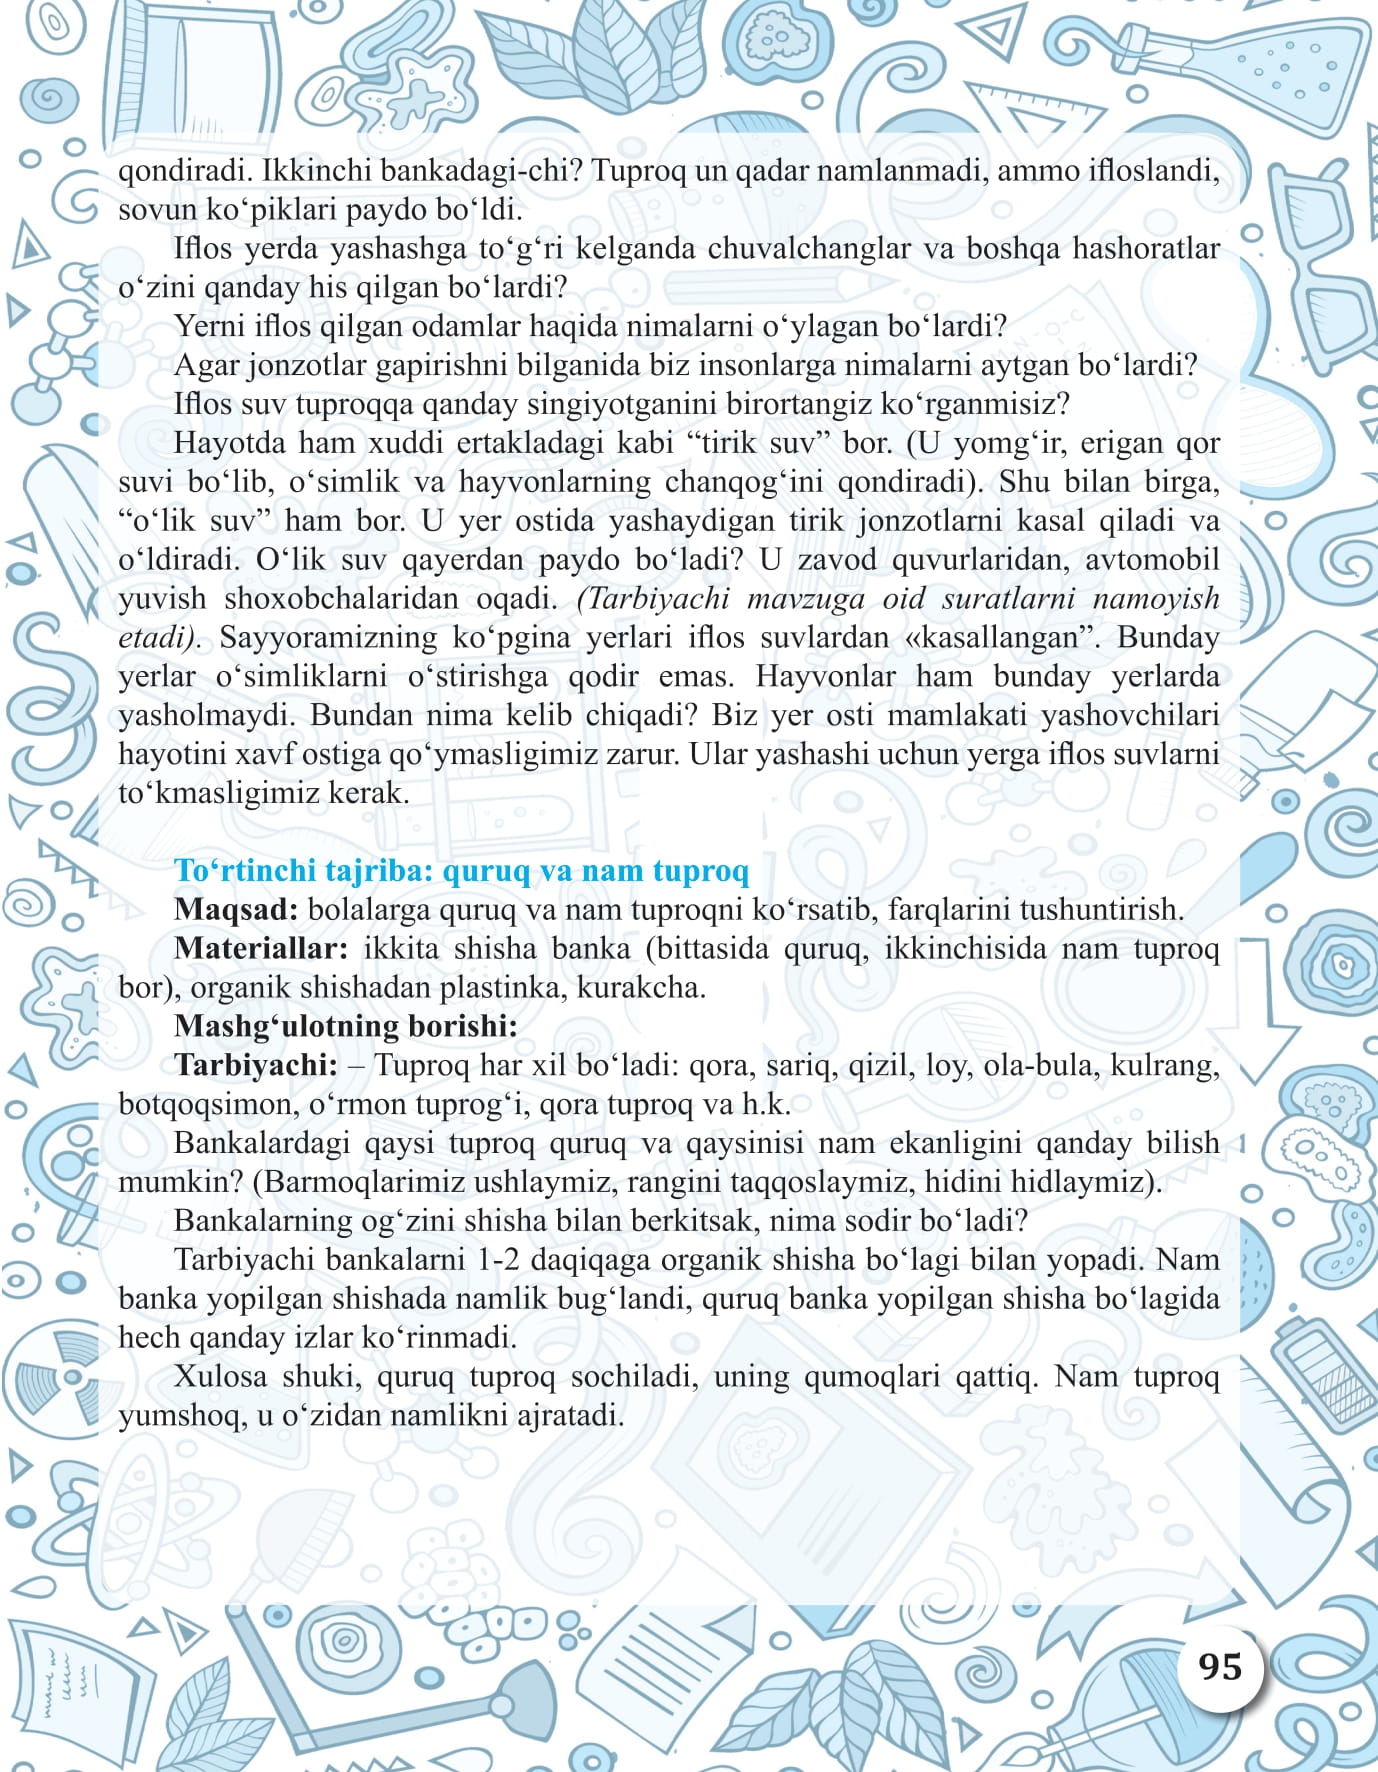 qondiradi. Ikkinchi bankadagi-chi? Tuproq un qadar namlanmadi, ammo ifloslandi,
sovun ko‘piklari paydo bo‘ldi.
Iflos yerda yashashga to‘g‘ri kelganda chuvalchanglar va boshqa hashoratlar
o‘zini qanday his qilgan bo‘lardi?
Yerni iflos qilgan odamlar haqida nimalarni o‘ylagan bo‘lardi?
Agar jonzotlar gapirishni bilganida biz insonlarga nimalarni aytgan bo‘lardi?
Iflos suv tuproqqa qanday singiyotganini birortangiz ko‘rganmisiz?
Hayotda ham xuddi ertakladagi kabi “tirik suv” bor. (U yomg‘ir, erigan qor
suvi bo‘lib, o‘simlik va hayvonlarning chanqog‘ini qondiradi). Shu bilan birga,
“o‘lik suv” ham bor. U yer ostida yashaydigan tirik jonzotlarni kasal qiladi va
o‘ldiradi. O‘lik suv qayerdan paydo bo‘ladi? U zavod quvurlaridan, avtomobil
yuvish shoxobchalaridan oqadi. (Tarbiyachi mavzuga oid suratlarni namoyish
etadi). Sayyoramizning ko‘pgina yerlari iflos suvlardan «kasallangan”. Bunday
yerlar o‘simliklarni o‘stirishga qodir emas. Hayvonlar ham bunday yerlarda
yasholmaydi. Bundan nima kelib chiqadi? Biz yer osti mamlakati yashovchilari
hayotini xavf ostiga qo‘ymasligimiz zarur. Ular yashashi uchun yerga iflos suvlarni
to‘kmasligimiz kerak.
To‘rtinchi tajriba: quruq va nam tuproq
Maqsad: bolalarga quruq va nam tuproqni ko‘rsatib, farqlarini tushuntirish.
Materiallar: ikkita shisha banka (bittasida quruq, ikkinchisida nam tuproq
bor), organik shishadan plastinka, kurakcha.
Mashg‘ulotning borishi:
Tarbiyachi: – Tuproq har xil bo‘ladi: qora, sariq, qizil, loy, ola-bula, kulrang,
botqoqsimon, o‘rmon tuprog‘i, qora tuproq va h.k.
Bankalardagi qaysi tuproq quruq va qaysinisi nam ekanligini qanday bilish
mumkin? (Barmoqlarimiz ushlaymiz, rangini taqqoslaymiz, hidini hidlaymiz).
Bankalarning og‘zini shisha bilan berkitsak, nima sodir bo‘ladi?
Tarbiyachi bankalarni 1-2 daqiqaga organik shisha bo‘lagi bilan yopadi. Nam
banka yopilgan shishada namlik bug‘landi, quruq banka yopilgan shisha bo‘lagida
hech qanday izlar ko‘rinmadi.
Xulosa shuki, quruq tuproq sochiladi, uning qumoqlari qattiq. Nam tuproq
yumshoq, u o‘zidan namlikni ajratadi.
95